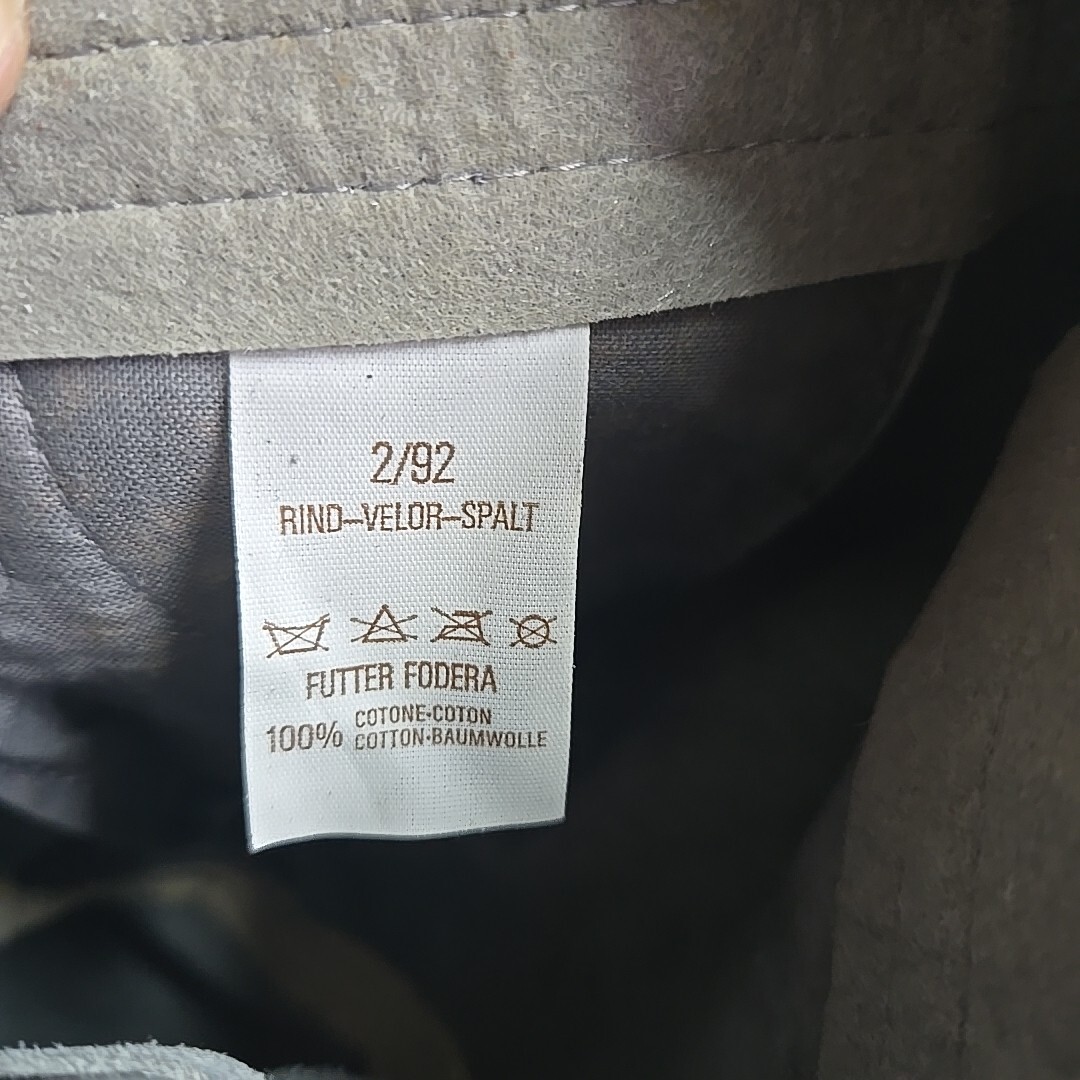 2/92
RIND–VELOR–SPALT
FUTTER FODERA
100% COTONE·COTON
COTTON·BAUMWOLLE